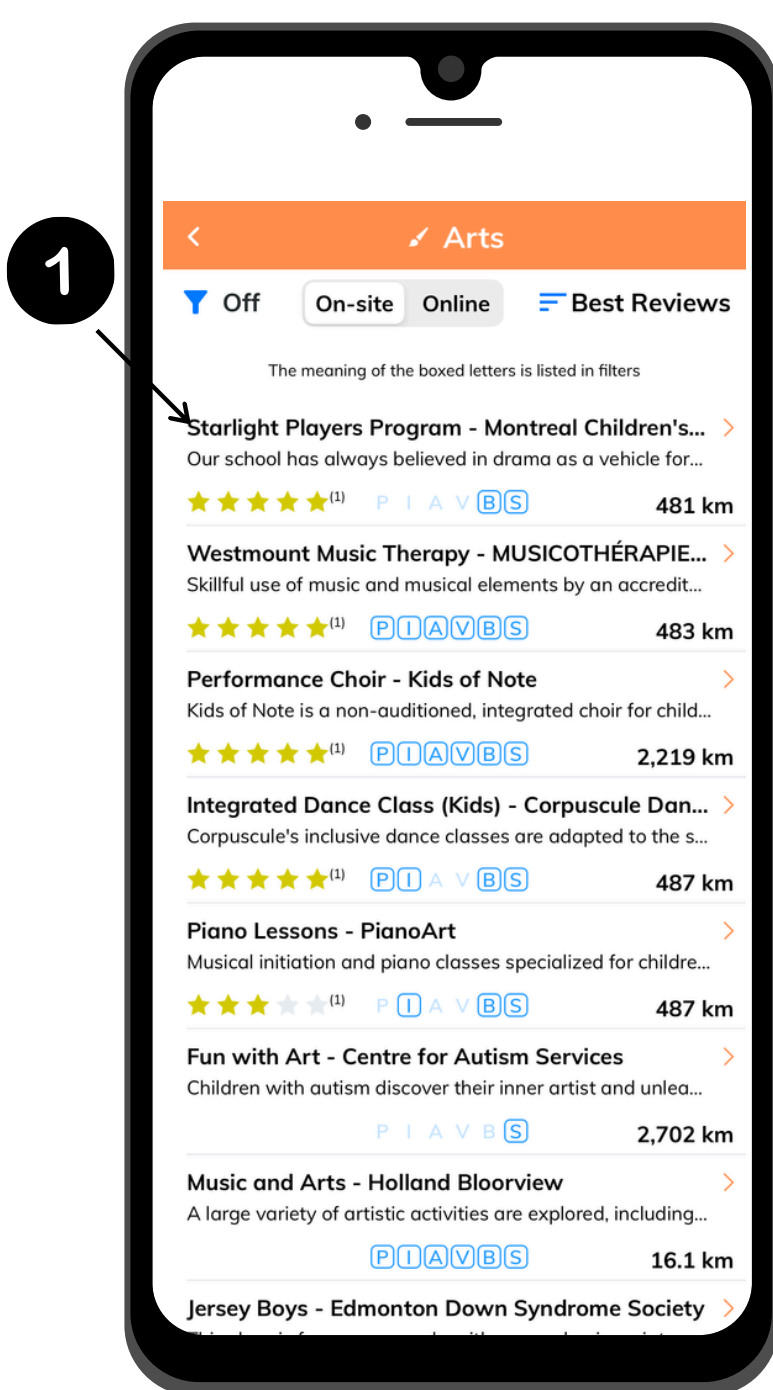 1
Arts
Off On-site Online Best Reviews
The meaning of the boxed letters is listed in filters
Starlight Players Program - Montreal Children's...
Our school has always believed in drama as a vehicle for...
(1) P I A V B S 481 km
Westmount Music Therapy - MUSICOTHÉRAPIE...
Skillful use of music and musical elements by an accredit...
(1) P I A V B S 483 km
Performance Choir - Kids of Note
Kids of Note is a non-auditioned, integrated choir for child...
(1) P I A V B S 2,219 km
Integrated Dance Class (Kids) - Corpuscule Dan...
Corpuscule's inclusive dance classes are adapted to the s...
(1) P I A V B S 487 km
Piano Lessons - PianoArt
Musical initiation and piano classes specialized for childre...
(1) P I A V B S 487 km
Fun with Art - Centre for Autism Services
Children with autism discover their inner artist and unlea...
P I A V B S 2,702 km
Music and Arts - Holland Bloorview
A large variety of artistic activities are explored, including...
P I A V B S 16.1 km
Jersey Boys - Edmonton Down Syndrome Society